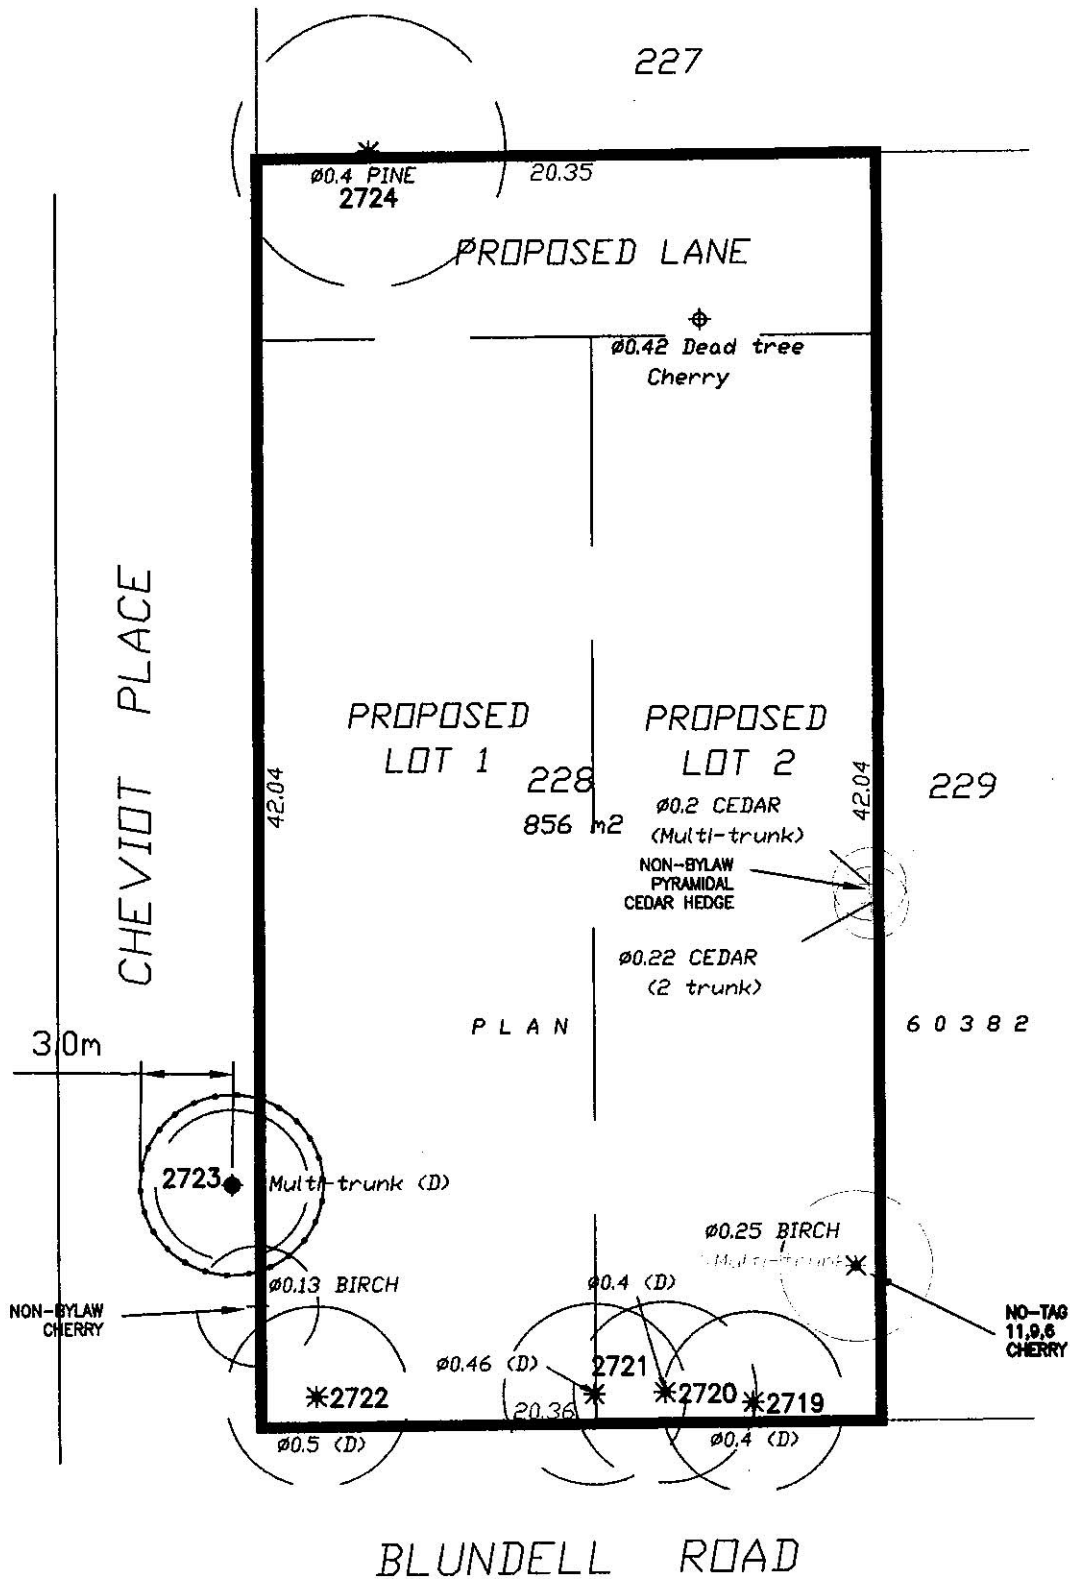 227
ø0.4 PINE
2724
20.35
PROPOSED LANE
ø0.42 Dead tree
Cherry
CHEVIOT PLACE
PROPOSED
LOT 1
PROPOSED
LOT 2
228
856 m2
42.04
42.04
229
ø0.2 CEDAR
(Multi-trunk)
NON-BYLAW
PYRAMIDAL
CEDAR HEDGE
ø0.22 CEDAR
(2 trunk)
PLAN
60382
3.0m
2723
Multi-trunk (D)
ø0.25 BIRCH
(Multi-trunk)
ø0.13 BIRCH
ø0.4 (D)
NON-BYLAW
CHERRY
NO-TAG
11,9,6
CHERRY
ø0.46 (D)
2721
2722
2720
2719
20.36
ø0.5 (D)
ø0.4 (D)
BLUNDELL ROAD